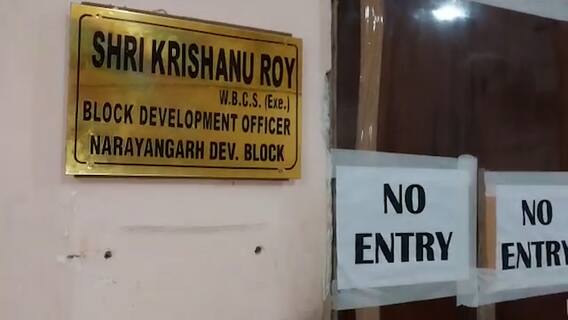 SHRI KRISHANU ROY
W.B.C.S. (Exe.)
BLOCK DEVELOPMENT OFFICER
NARAYANGARH DEV. BLOCK
NO
ENTRY
NO
ENTRY